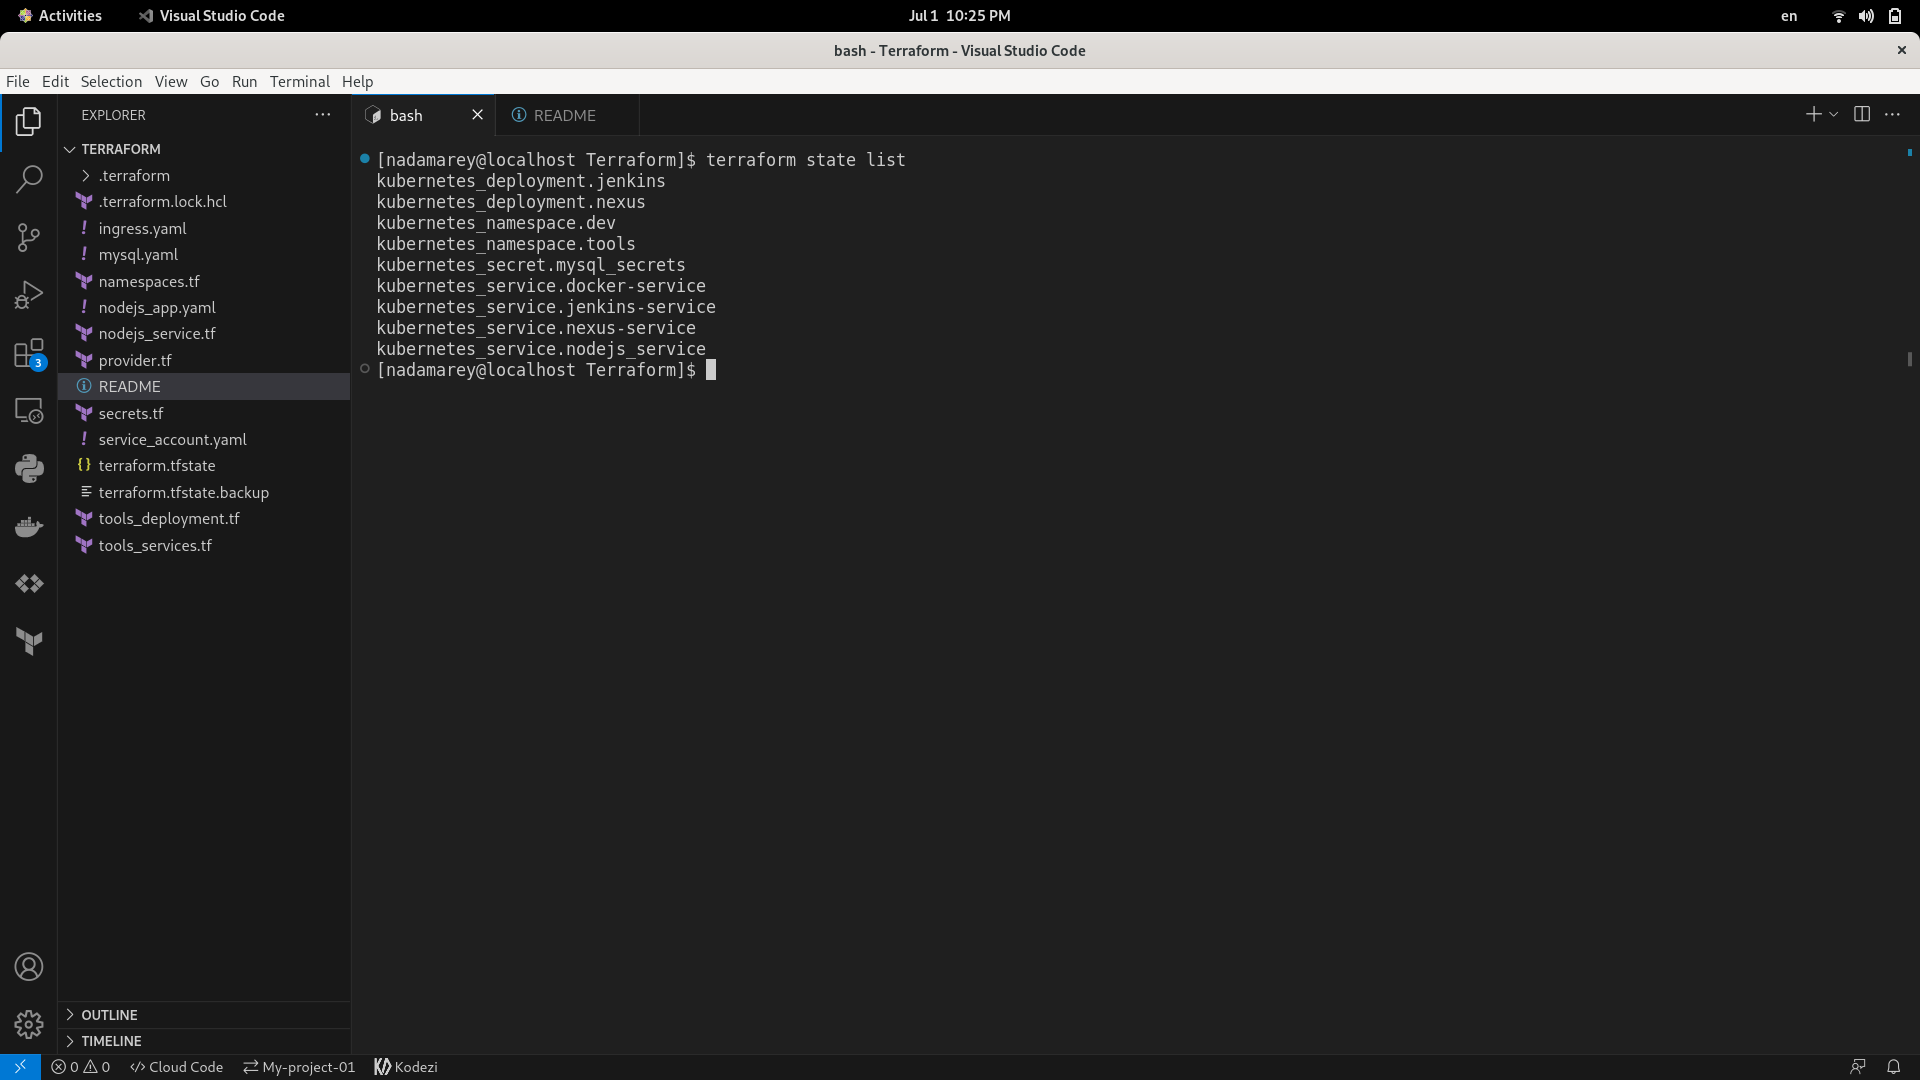 Activities Visual Studio Code Jul 1 10:25 PM en
bash - Terraform - Visual Studio Code
File Edit Selection View Go Run Terminal Help
EXPLORER
TERRAFORM
.terraform
.terraform.lock.hcl
ingress.yaml
mysql.yaml
namespaces.tf
nodejs_app.yaml
nodejs_service.tf
provider.tf
README
secrets.tf
service_account.yaml
terraform.tfstate
terraform.tfstate.backup
tools_deployment.tf
tools_services.tf
OUTLINE
TIMELINE
3
bash README
[nadamarey@localhost Terraform]$ terraform state list
kubernetes_deployment.jenkins
kubernetes_deployment.nexus
kubernetes_namespace.dev
kubernetes_namespace.tools
kubernetes_secret.mysql_secrets
kubernetes_service.docker-service
kubernetes_service.jenkins-service
kubernetes_service.nexus-service
kubernetes_service.nodejs_service
[nadamarey@localhost Terraform]$
0 0 Cloud Code My-project-01 Kodezi